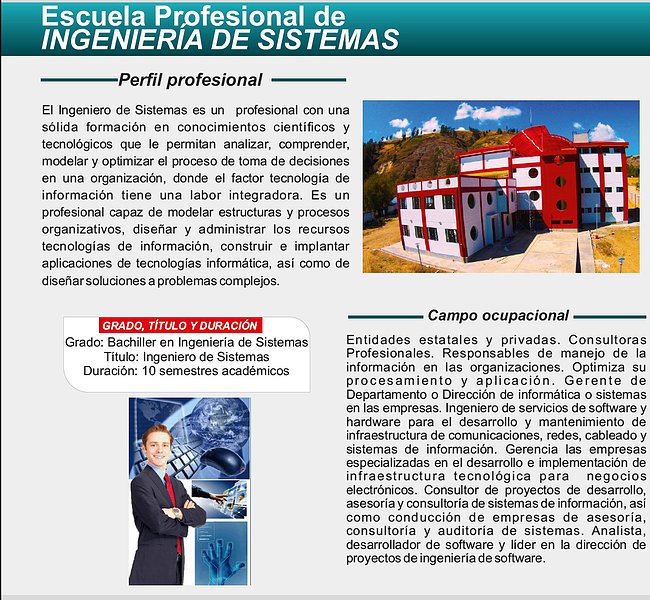 Escuela Profesional de
INGENIERÍA DE SISTEMAS
Perfil profesional
El Ingeniero de Sistemas es un profesional con una
sólida formación en conocimientos científicos y
tecnológicos que le permitan analizar, comprender,
modelar y optimizar el proceso de toma de decisiones
en una organización, donde el factor tecnología de
información tiene una labor integradora. Es un
profesional capaz de modelar estructuras y procesos
organizativos, diseñar y administrar los recursos
tecnologías de información, construir e implantar
aplicaciones de tecnologías informática, así como de
diseñar soluciones a problemas complejos.
GRADO, TÍTULO Y DURACIÓN
Grado: Bachiller en Ingeniería de Sistemas
Título: Ingeniero de Sistemas
Duración: 10 semestres académicos
Campo ocupacional
Entidades estatales y privadas. Consultoras
Profesionales. Responsables de manejo de la
información en las organizaciones. Optimiza su
procesamiento y aplicación. Gerente de
Departamento o Dirección de informática o sistemas
en las empresas. Ingeniero de servicios de software y
hardware para el desarrollo y mantenimiento de
infraestructura de comunicaciones, redes, cableado y
sistemas de información. Gerencia las empresas
especializadas en el desarrollo e implementación de
infraestructura tecnológica para negocios
electrónicos. Consultor de proyectos de desarrollo,
asesoría y consultoría de sistemas de información, así
como conducción de empresas de asesoría,
consultoría y auditoría de sistemas. Analista,
desarrollador de software y líder en la dirección de
proyectos de ingeniería de software.